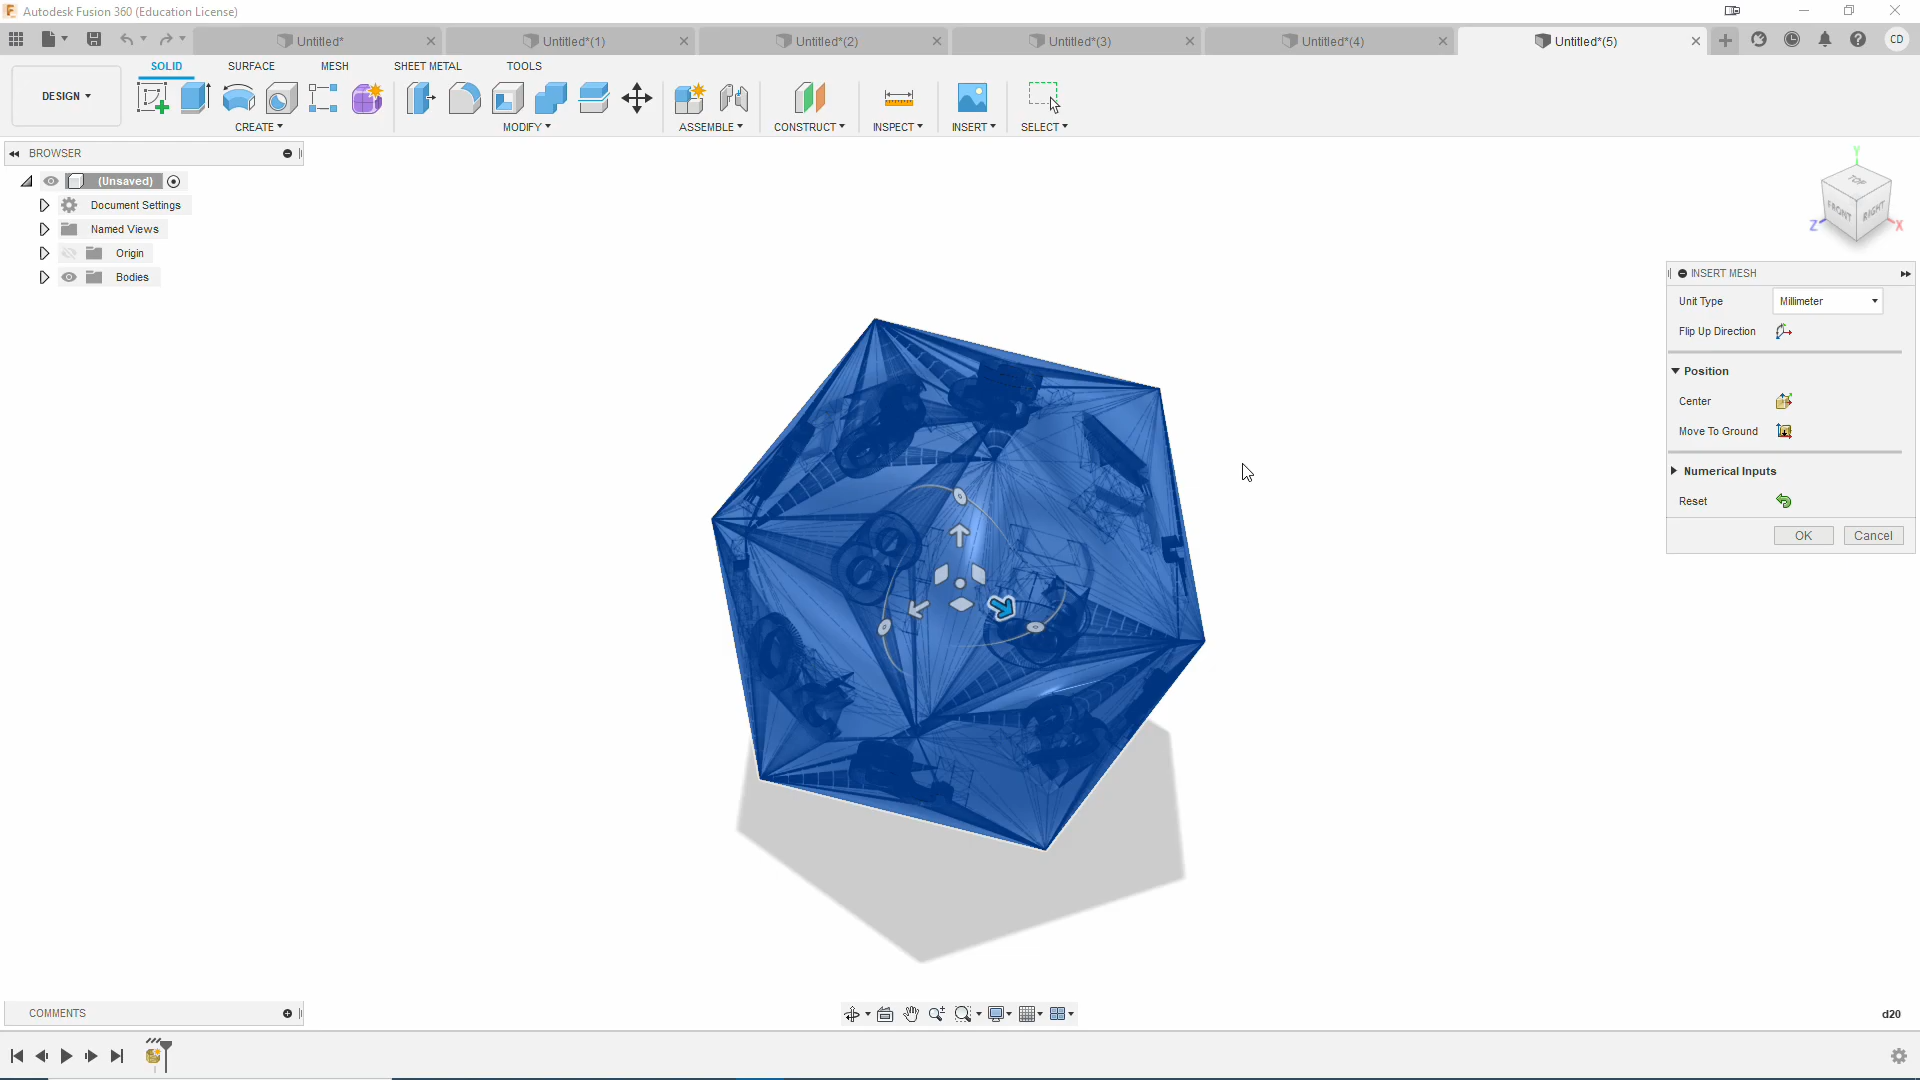 Autodesk Fusion 360 (Education License)
Untitled*
Untitled*(1)
Untitled*(2)
Untitled*(3)
Untitled*(4)
Untitled*(5)
CD
DESIGN
SOLID
SURFACE
MESH
SHEET METAL
TOOLS
CREATE
MODIFY
ASSEMBLE
CONSTRUCT
INSPECT
INSERT
SELECT
BROWSER
(Unsaved)
Document Settings
Named Views
Origin
Bodies
Y
TOP
FRONT
RIGHT
Z
X
INSERT MESH
Unit Type
Millimeter
Flip Up Direction
Position
Center
Move To Ground
Numerical Inputs
Reset
OK
Cancel
COMMENTS
d20